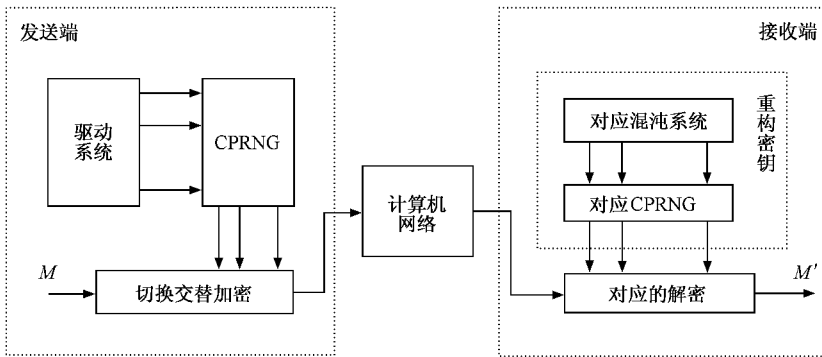 发送端
驱动
系统
CPRNG
M
切换交替加密
计算机
网络
接收端
重构密钥
对应混沌系统
对应CPRNG
对应的解密
M'